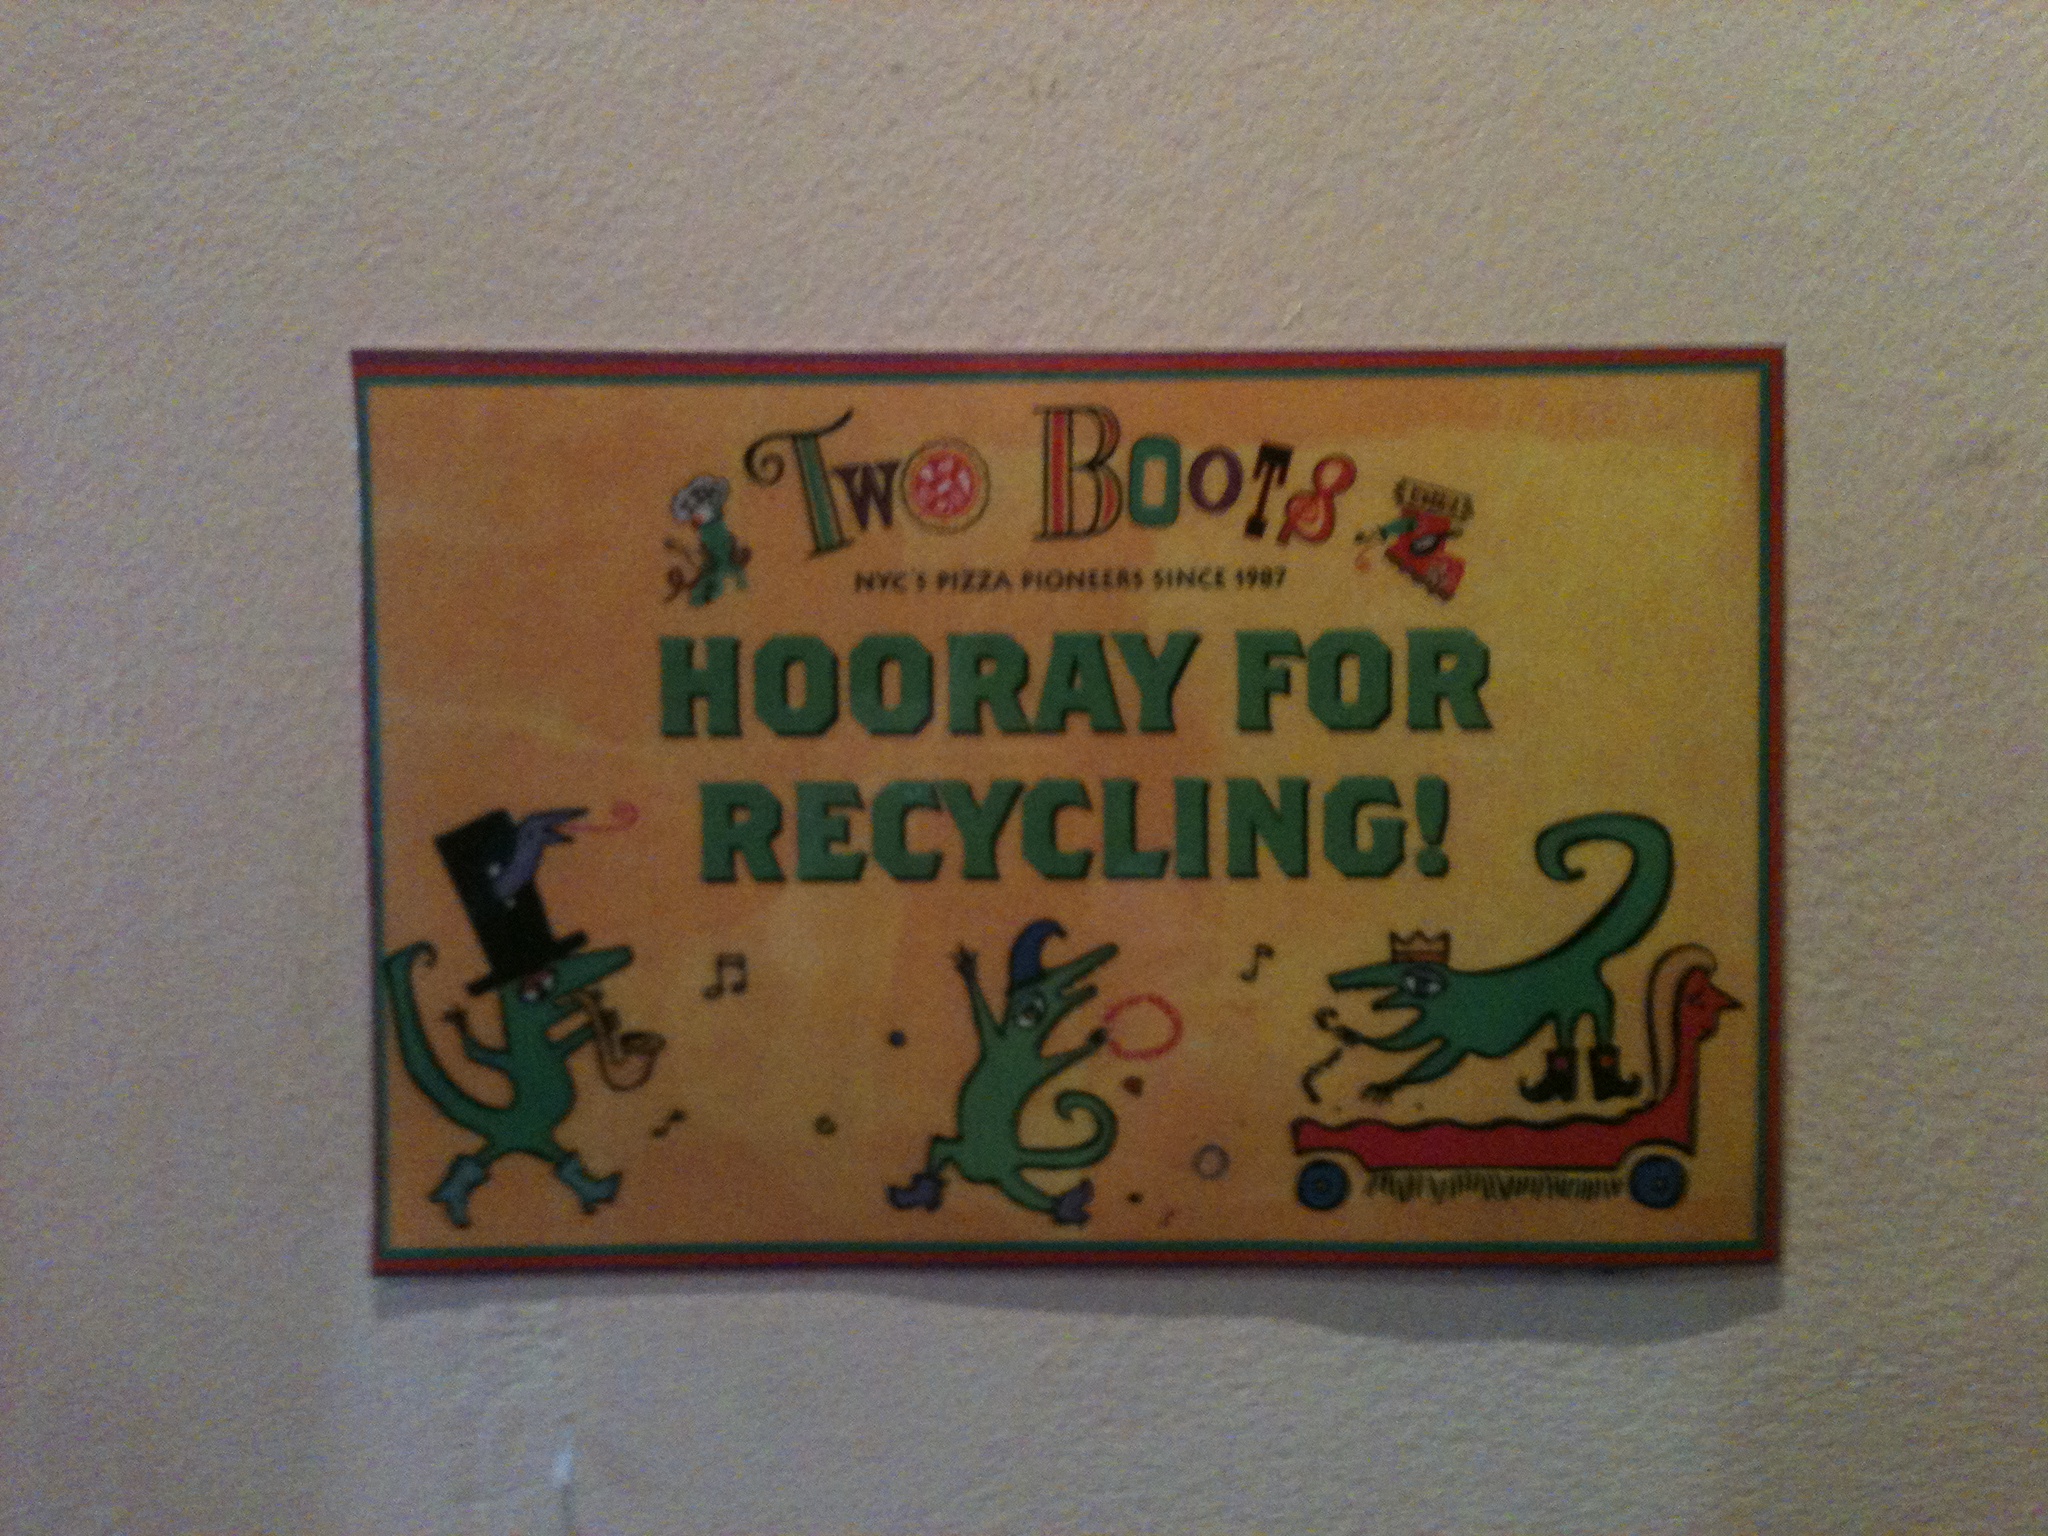 Two Boots
NYC'S PIZZA PIONEERS SINCE 1987
HOORAY FOR
RECYCLING!